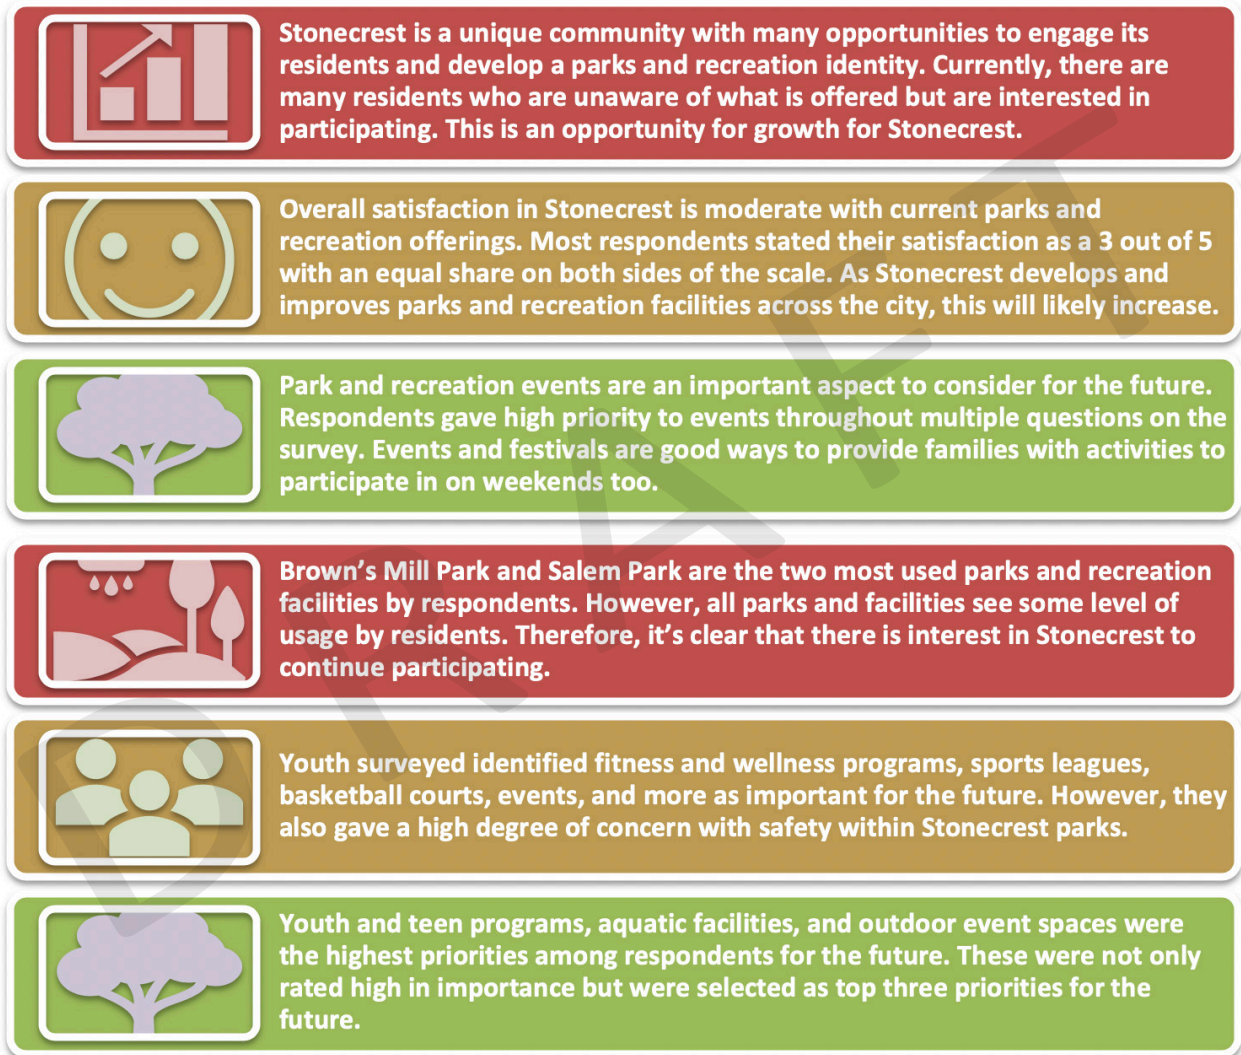 Stonecrest is a unique community with many opportunities to engage its
residents and develop a parks and recreation identity. Currently, there are
many residents who are unaware of what is offered but are interested in
participating. This is an opportunity for growth for Stonecrest.
Overall satisfaction in Stonecrest is moderate with current parks and
recreation offerings. Most respondents stated their satisfaction as a 3 out of 5
with an equal share on both sides of the scale. As Stonecrest develops and
improves parks and recreation facilities across the city, this will likely increase.
Park and recreation events are an important aspect to consider for the future.
Respondents gave high priority to events throughout multiple questions on the
survey. Events and festivals are good ways to provide families with activities to
participate in on weekends too.
Brown’s Mill Park and Salem Park are the two most used parks and recreation
facilities by respondents. However, all parks and facilities see some level of
usage by residents. Therefore, it’s clear that there is interest in Stonecrest to
continue participating.
Youth surveyed identified fitness and wellness programs, sports leagues,
basketball courts, events, and more as important for the future. However, they
also gave a high degree of concern with safety within Stonecrest parks.
Youth and teen programs, aquatic facilities, and outdoor event spaces were
the highest priorities among respondents for the future. These were not only
rated high in importance but were selected as top three priorities for the
future.
DRAFT